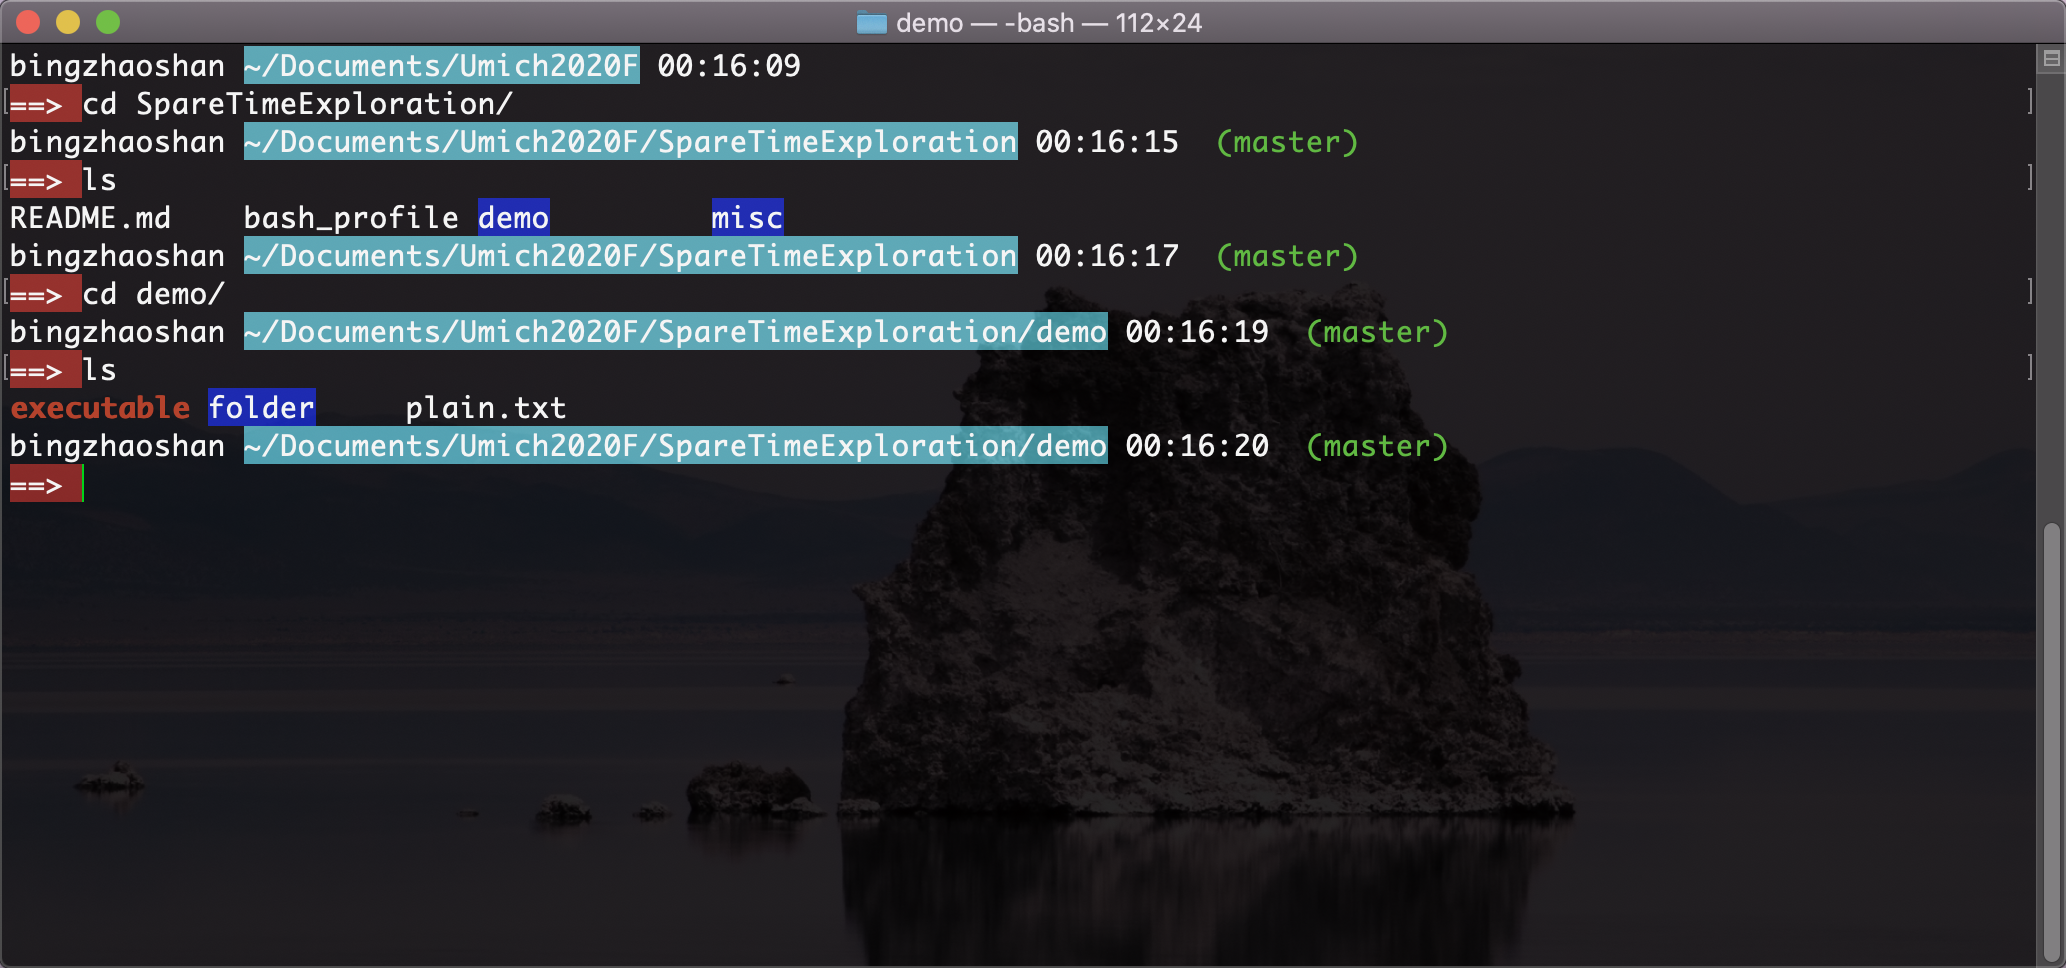 demo — -bash — 112×24
bingzhaoshan ~/Documents/Umich2020F 00:16:09
[==> cd SpareTimeExploration/ ]
bingzhaoshan ~/Documents/Umich2020F/SpareTimeExploration 00:16:15 (master)
[==> ls ]
README.md bash_profile demo misc
bingzhaoshan ~/Documents/Umich2020F/SpareTimeExploration 00:16:17 (master)
[==> cd demo/ ]
bingzhaoshan ~/Documents/Umich2020F/SpareTimeExploration/demo 00:16:19 (master)
[==> ls ]
executable folder plain.txt
bingzhaoshan ~/Documents/Umich2020F/SpareTimeExploration/demo 00:16:20 (master)
==>